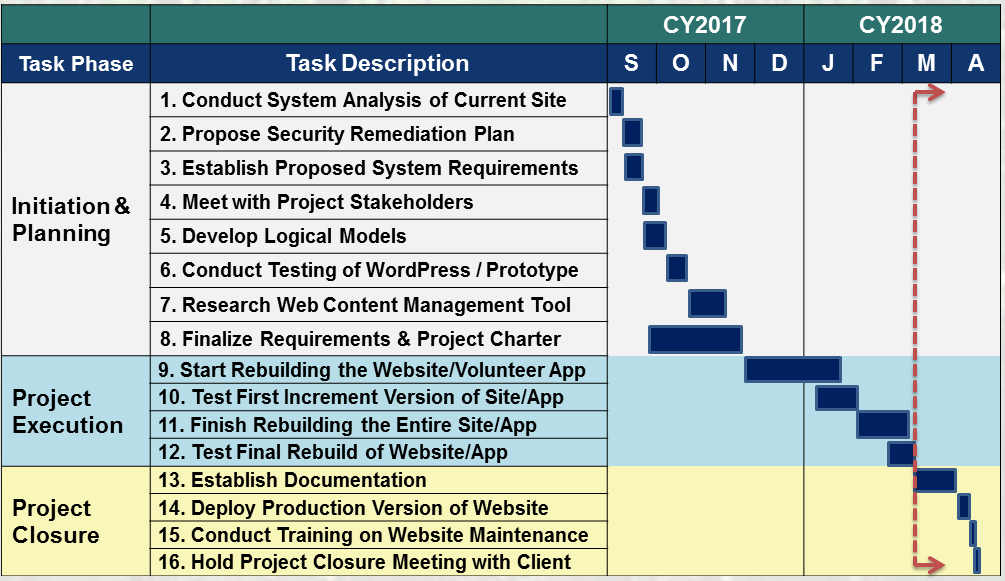 CY2017 CY2018
Task Phase Task Description S O N D J F M A
Initiation &
Planning
1. Conduct System Analysis of Current Site
2. Propose Security Remediation Plan
3. Establish Proposed System Requirements
4. Meet with Project Stakeholders
5. Develop Logical Models
6. Conduct Testing of WordPress / Prototype
7. Research Web Content Management Tool
8. Finalize Requirements & Project Charter
Project
Execution
9. Start Rebuilding the Website/Volunteer App
10. Test First Increment Version of Site/App
11. Finish Rebuilding the Entire Site/App
12. Test Final Rebuild of Website/App
Project
Closure
13. Establish Documentation
14. Deploy Production Version of Website
15. Conduct Training on Website Maintenance
16. Hold Project Closure Meeting with Client